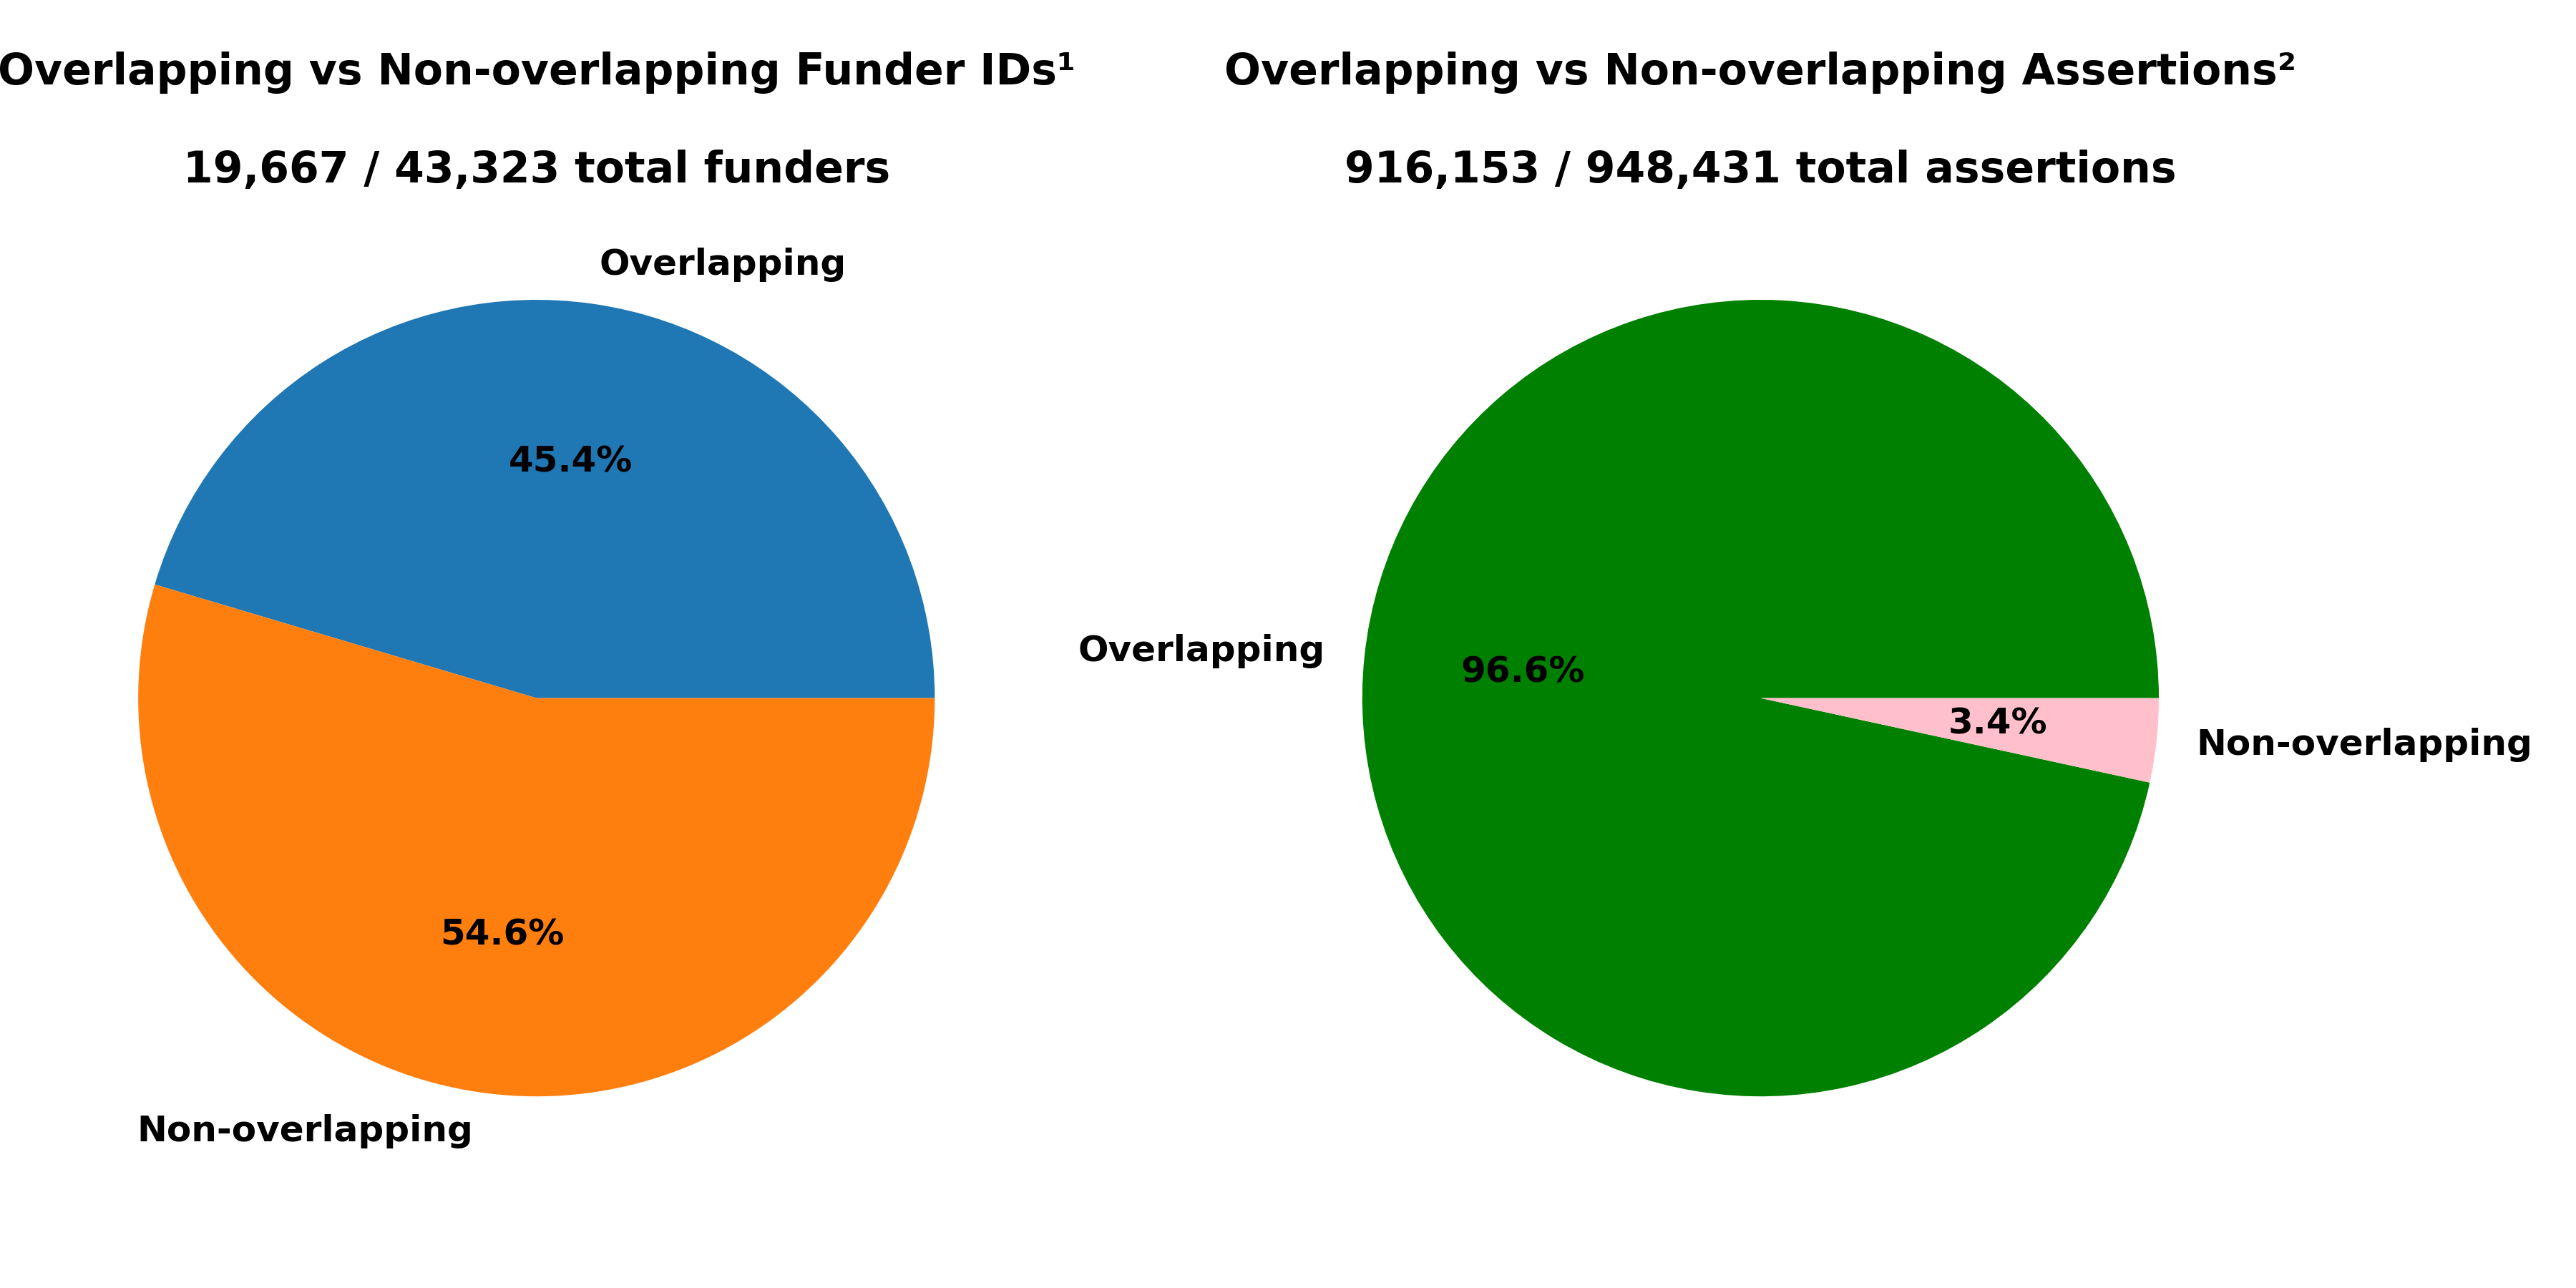 Overlapping vs Non-overlapping Funder IDs¹
19,667 / 43,323 total funders
Overlapping
45.4%
54.6%
Non-overlapping
Overlapping vs Non-overlapping Assertions²
916,153 / 948,431 total assertions
Overlapping
96.6%
3.4%
Non-overlapping